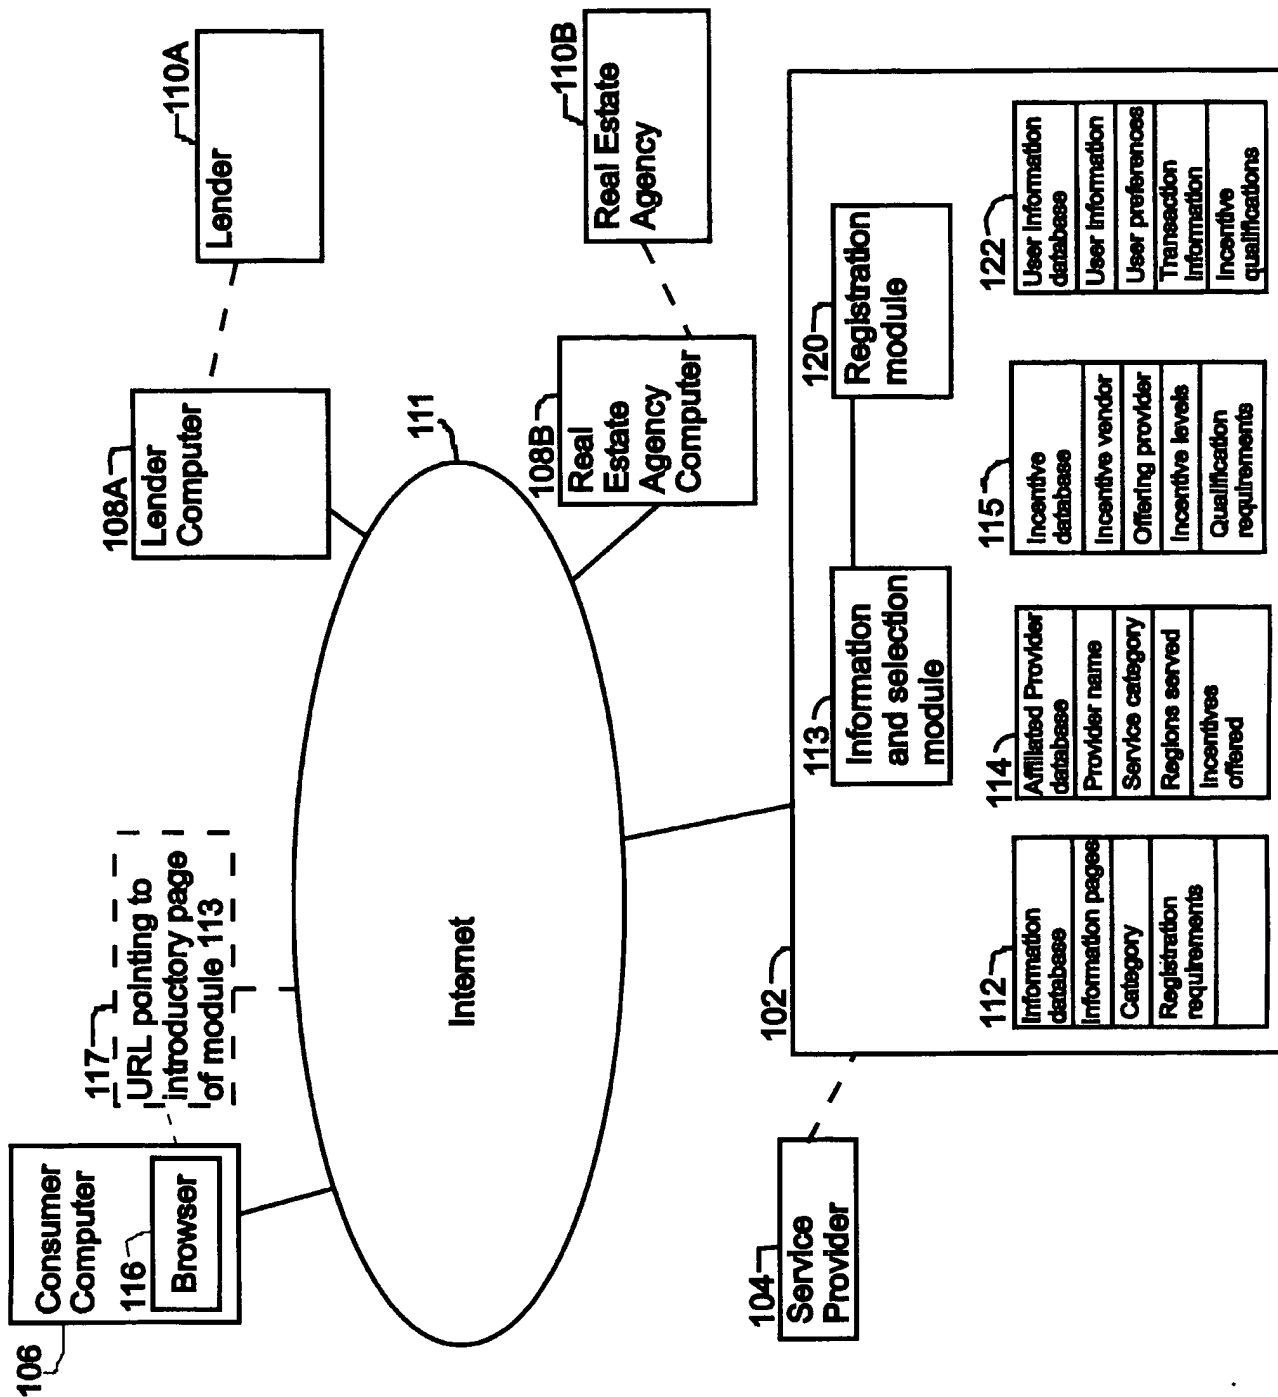 106
Consumer
Computer
116
Browser
117
URL pointing to
introductory page
of module 113
108A
Lender
Computer
110A
Lender
Internet
111
108B
Real
Estate
Agency
Computer
110B
Real Estate
Agency
104
Service
Provider
102
113
Information
and selection
module
120
Registration
module
112
Information
database
Information pages
Category
Registration
requirements
114
Affiliated Provider
database
Provider name
Service category
Regions served
Incentives
offered
115
Incentive
database
Incentive vendor
Offering provider
Incentive levels
Qualification
requirements
122
User Information
database
User Information
User preferences
Transaction
Information
Incentive
qualifications